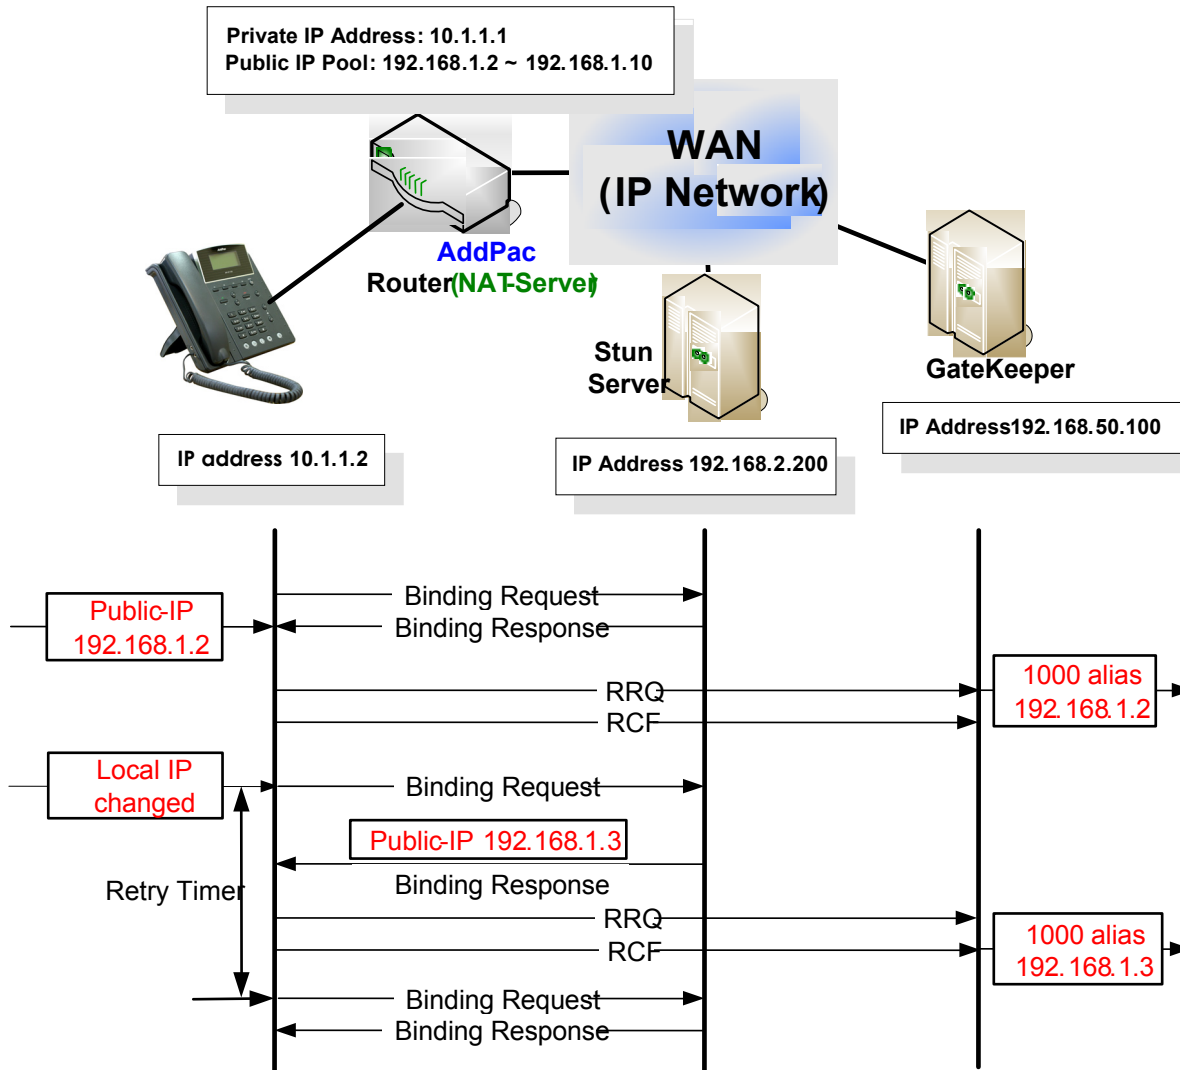 Private IP Address: 10.1.1.1
Public IP Pool: 192.168.1.2 ~ 192.168.1.10
WAN
(IP Network)
AddPac
Router(NAT-Server)
Stun
Server
GateKeeper
IP address 10.1.1.2
IP Address 192.168.2.200
IP Address192.168.50.100
Binding Request
Public-IP
192.168.1.2
Binding Response
RRQ
1000 alias
192.168.1.2
RCF
Local IP
changed
Binding Request
Public-IP 192.168.1.3
Binding Response
Retry Timer
RRQ
RCF
1000 alias
192.168.1.3
Binding Request
Binding Response